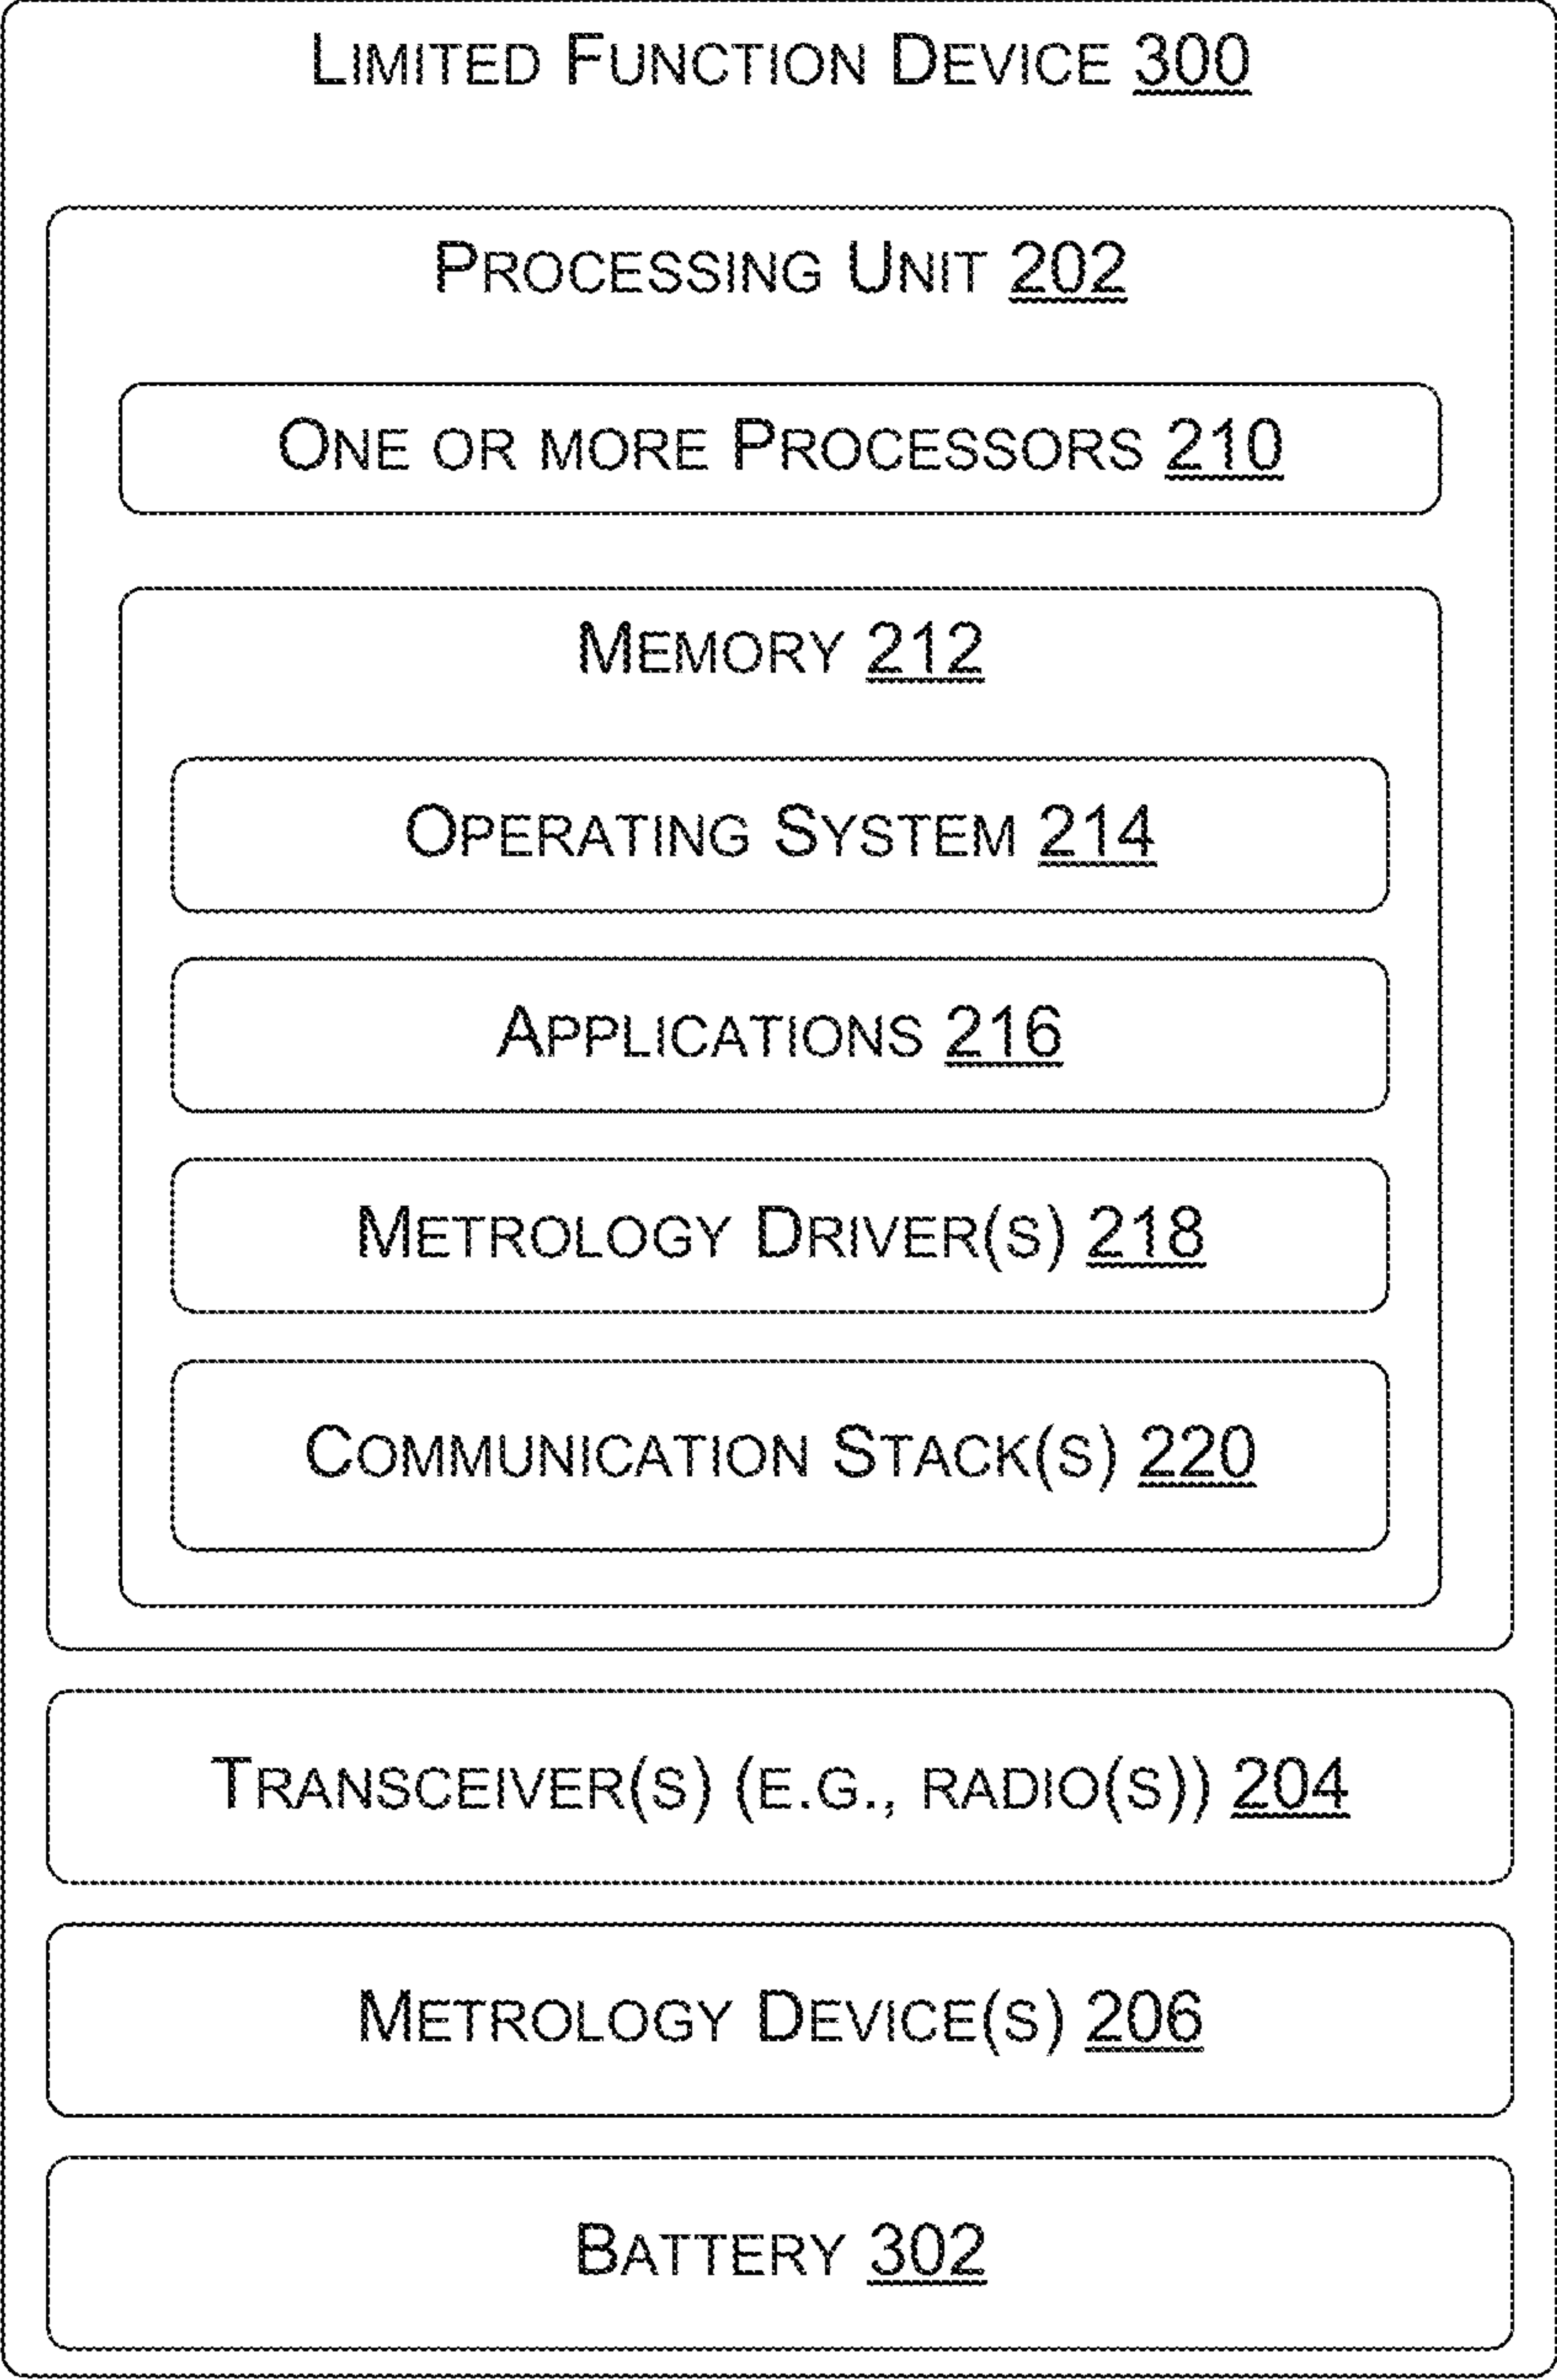 LIMITED FUNCTION DEVICE 300
PROCESSING UNIT 202
ONE OR MORE PROCESSORS 210
MEMORY 212
OPERATING SYSTEM 214
APPLICATIONS 216
METROLOGY DRIVER(S) 218
COMMUNICATION STACK(S) 220
TRANSCEIVER(S) (E.G., RADIO(S)) 204
METROLOGY DEVICE(S) 206
BATTERY 302